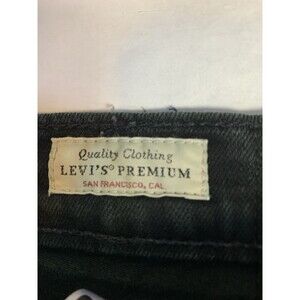 Quality Clothing
LEVI'S® PREMIUM
SAN FRANCISCO, CAL